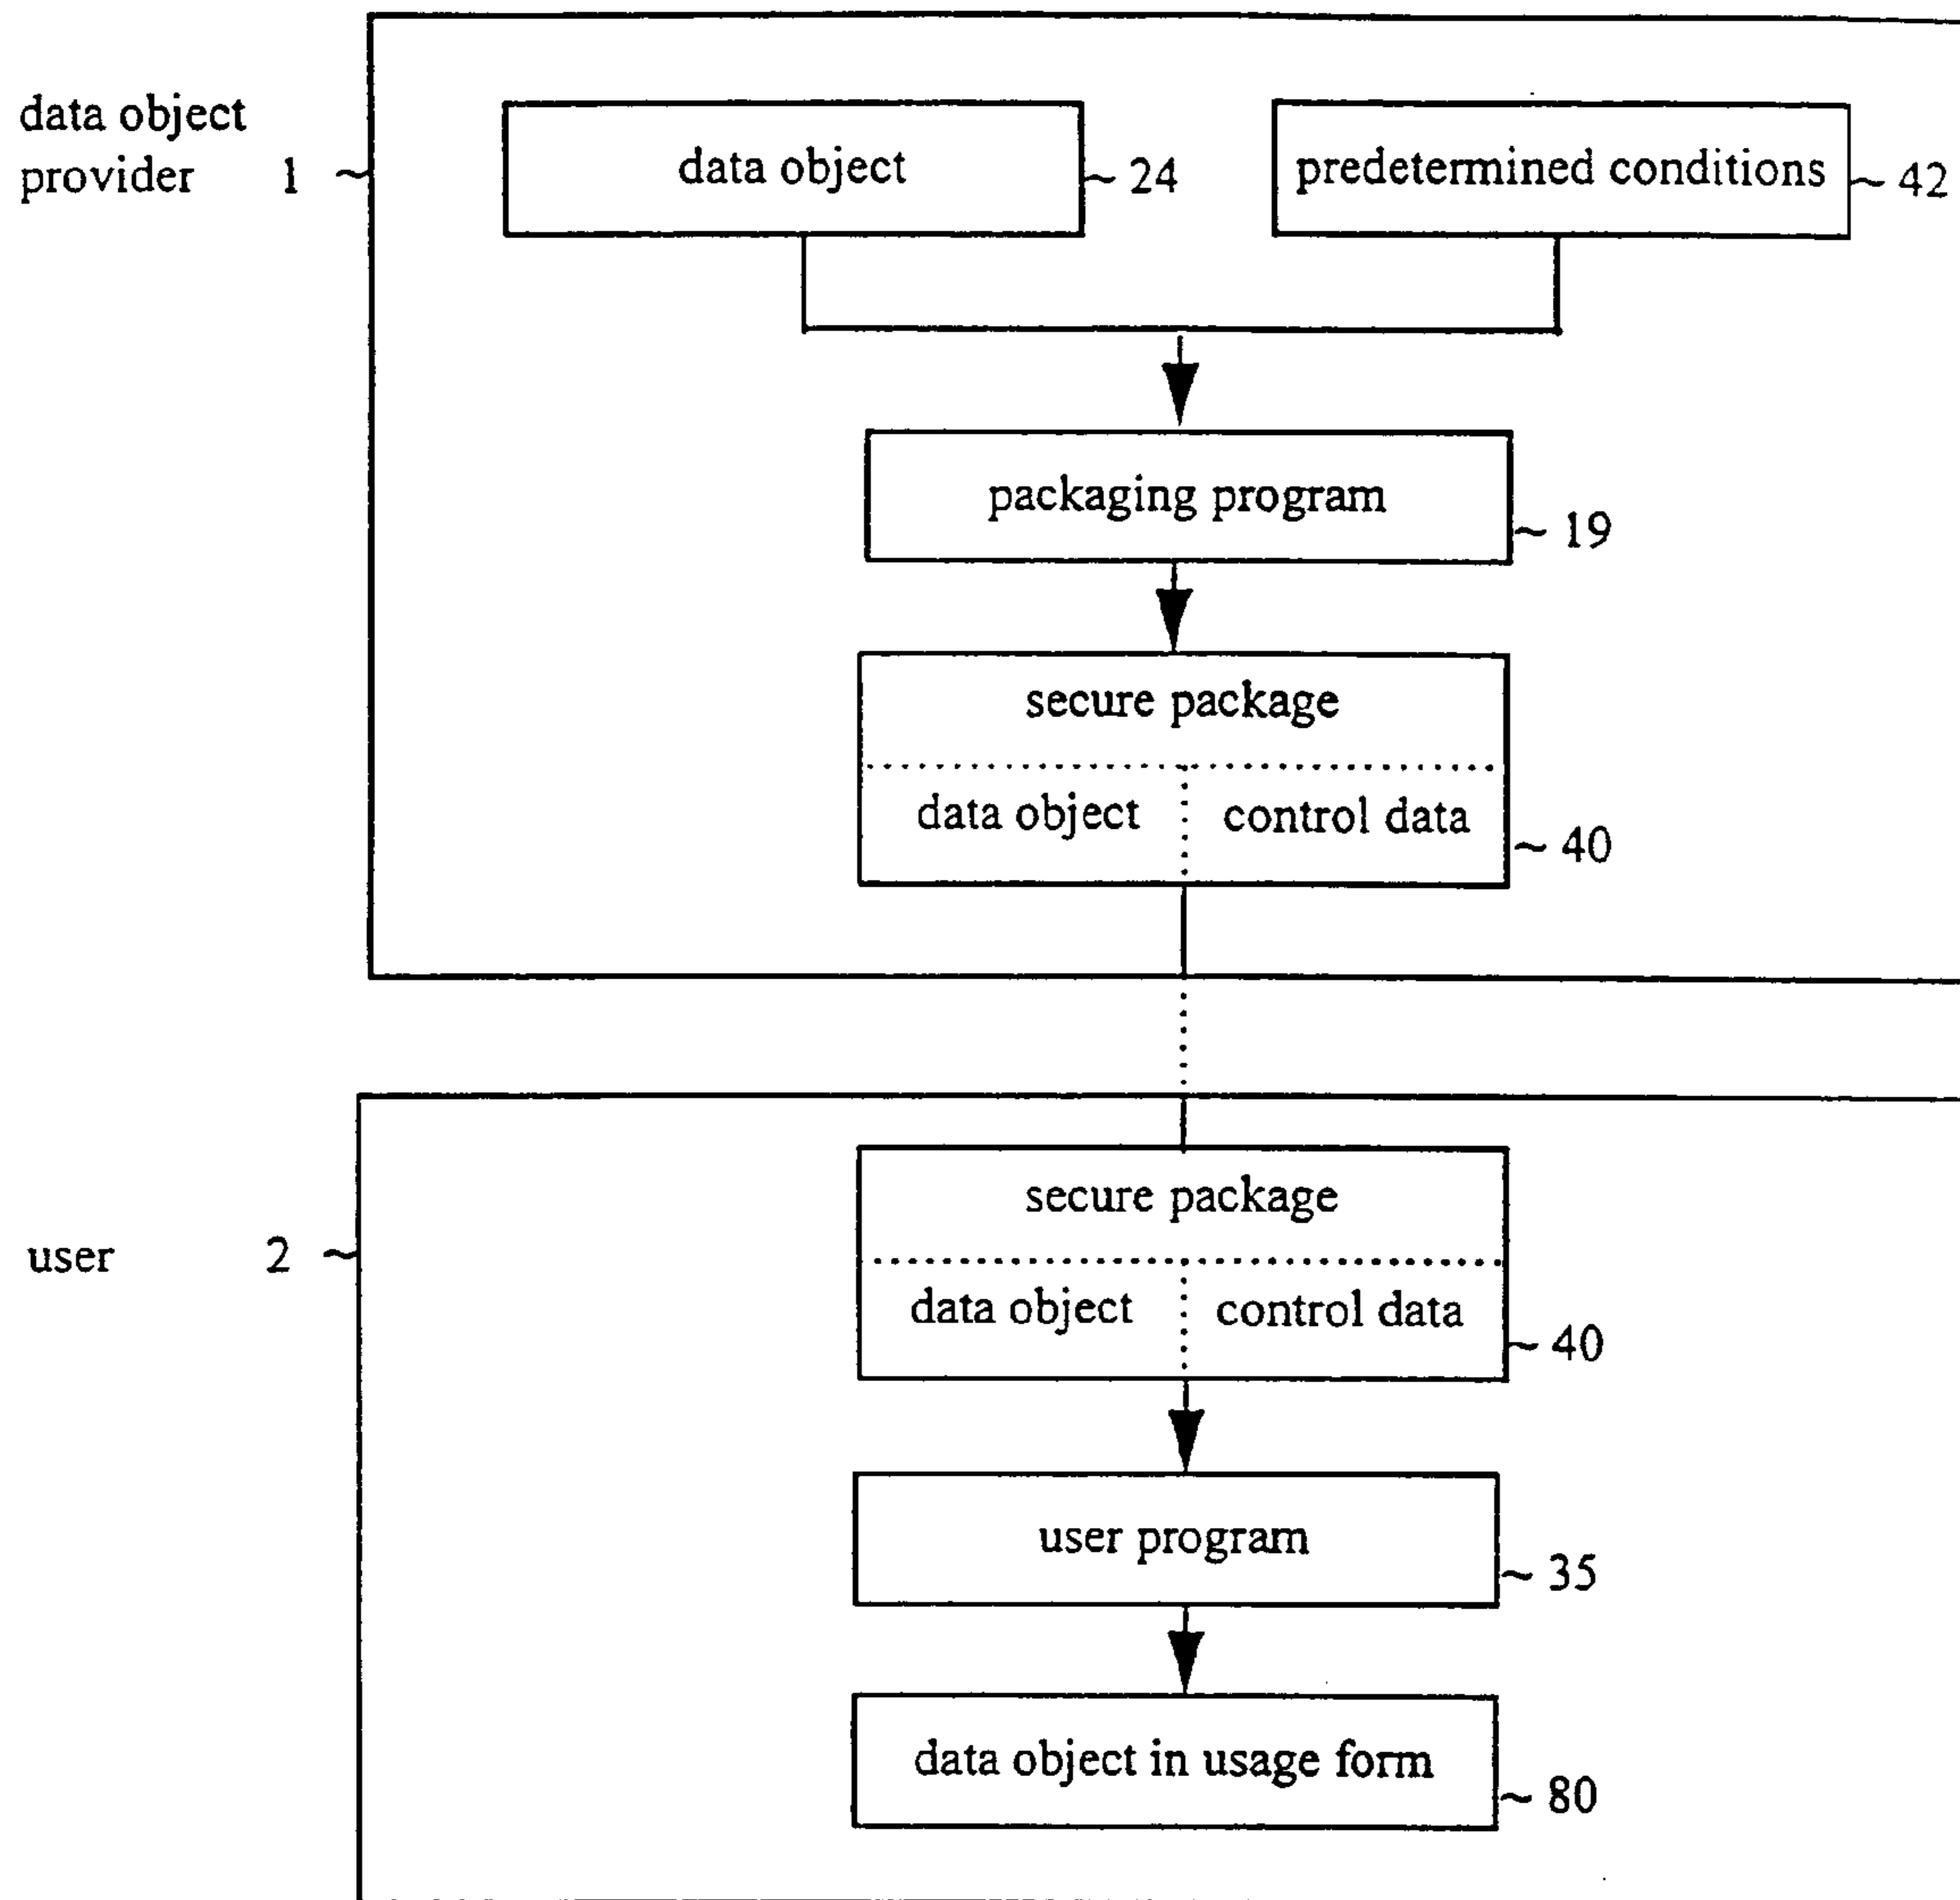 data object
provider 1 ~
data object ~ 24
predetermined conditions ~ 42
packaging program ~ 19
secure package
data object control data ~ 40
user 2 ~
secure package
data object control data ~ 40
user program ~ 35
data object in usage form ~ 80